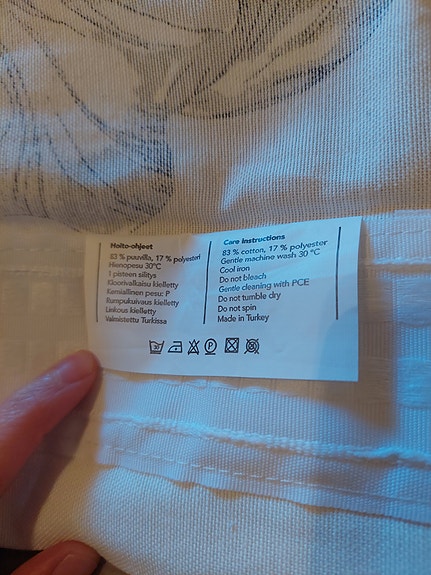 Hoito-ohjeet
83 % puuvilla, 17 % polyesteri
Hienopesu 30°C
1 pisteen silitys
Kloorivalkaisu kielletty
Kemiallinen pesu: P
Rumpukuivaus kielletty
Linkous kielletty
Valmistettu Turkissa
Care Instructions
83 % cotton, 17 % polyester
Gentle machine wash 30 °C
Cool iron
Do not bleach
Gentle cleaning with PCE
Do not tumble dry
Do not spin
Made in Turkey
30 P